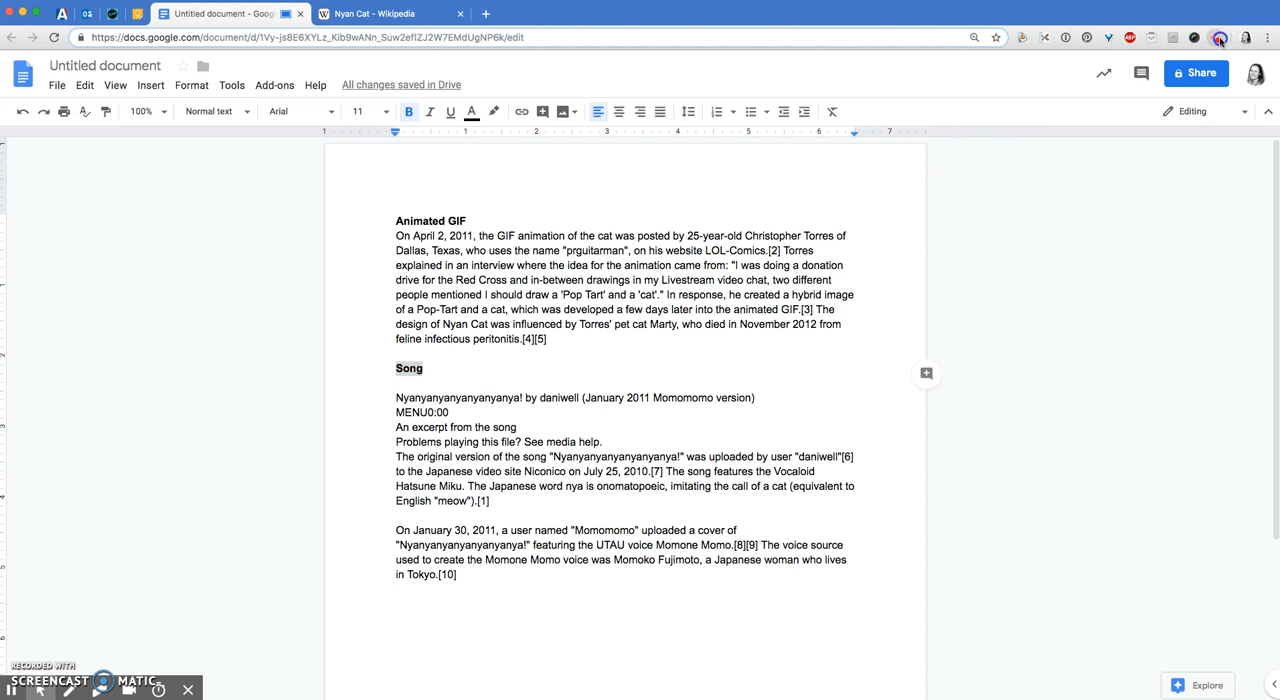 Untitled document - Goog
Nyan Cat - Wikipedia
https://docs.google.com/document/d/1Vy-js8E6XYLz_Kib9wANn_Suw2efIZJ2W7EMdUgNP6k/edit
Untitled document
File Edit View Insert Format Tools Add-ons Help All changes saved in Drive
Share
100% Normal text Arial 11 B I U A Editing
1 1 2 3 4 5 6 7
Animated GIF
On April 2, 2011, the GIF animation of the cat was posted by 25-year-old Christopher Torres of
Dallas, Texas, who uses the name "prguitarman", on his website LOL-Comics.[2] Torres
explained in an interview where the idea for the animation came from: "I was doing a donation
drive for the Red Cross and in-between drawings in my Livestream video chat, two different
people mentioned I should draw a 'Pop Tart' and a 'cat'." In response, he created a hybrid image
of a Pop-Tart and a cat, which was developed a few days later into the animated GIF.[3] The
design of Nyan Cat was influenced by Torres' pet cat Marty, who died in November 2012 from
feline infectious peritonitis.[4][5]
Song
Nyanyanyanyanyanyanya! by daniwell (January 2011 Momomomo version)
MENU0:00
An excerpt from the song
Problems playing this file? See media help.
The original version of the song "Nyanyanyanyanyanyanya!" was uploaded by user "daniwell"[6]
to the Japanese video site Niconico on July 25, 2010.[7] The song features the Vocaloid
Hatsune Miku. The Japanese word nya is onomatopoeic, imitating the call of a cat (equivalent to
English "meow").[1]
On January 30, 2011, a user named "Momomomo" uploaded a cover of
"Nyanyanyanyanyanyanya!" featuring the UTAU voice Momone Momo.[8][9] The voice source
used to create the Momone Momo voice was Momoko Fujimoto, a Japanese woman who lives
in Tokyo.[10]
Explore
RECORDED WITH
SCREENCAST MATIC